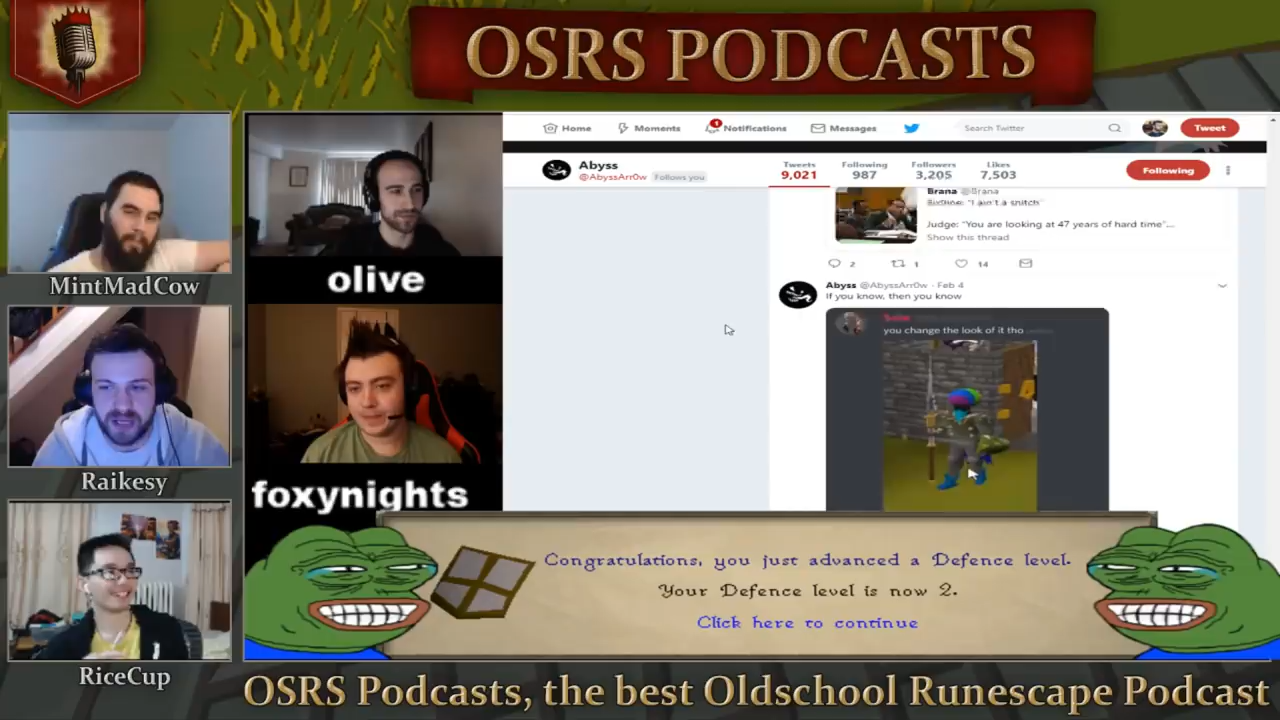 OSRS PODCASTS
MintMadCow
Raikesy
RiceCup
olive
foxynights
Home Moments 1 Notifications Messages Search Twitter Tweet
Abyss
@AbyssArr0w Follows you
Tweets Following Followers Likes
9,021 987 3,205 7,503
Following
Brana @Brana
"I ain't a snitch"
Judge: "You are looking at 47 years of hard time"...
Show this thread
2 1 14
Abyss @AbyssArr0w · Feb 4
If you know, then you know
you change the look of it tho
Congratulations, you just advanced a Defence level.
Your Defence level is now 2.
Click here to continue
OSRS Podcasts, the best Oldschool Runescape Podcast